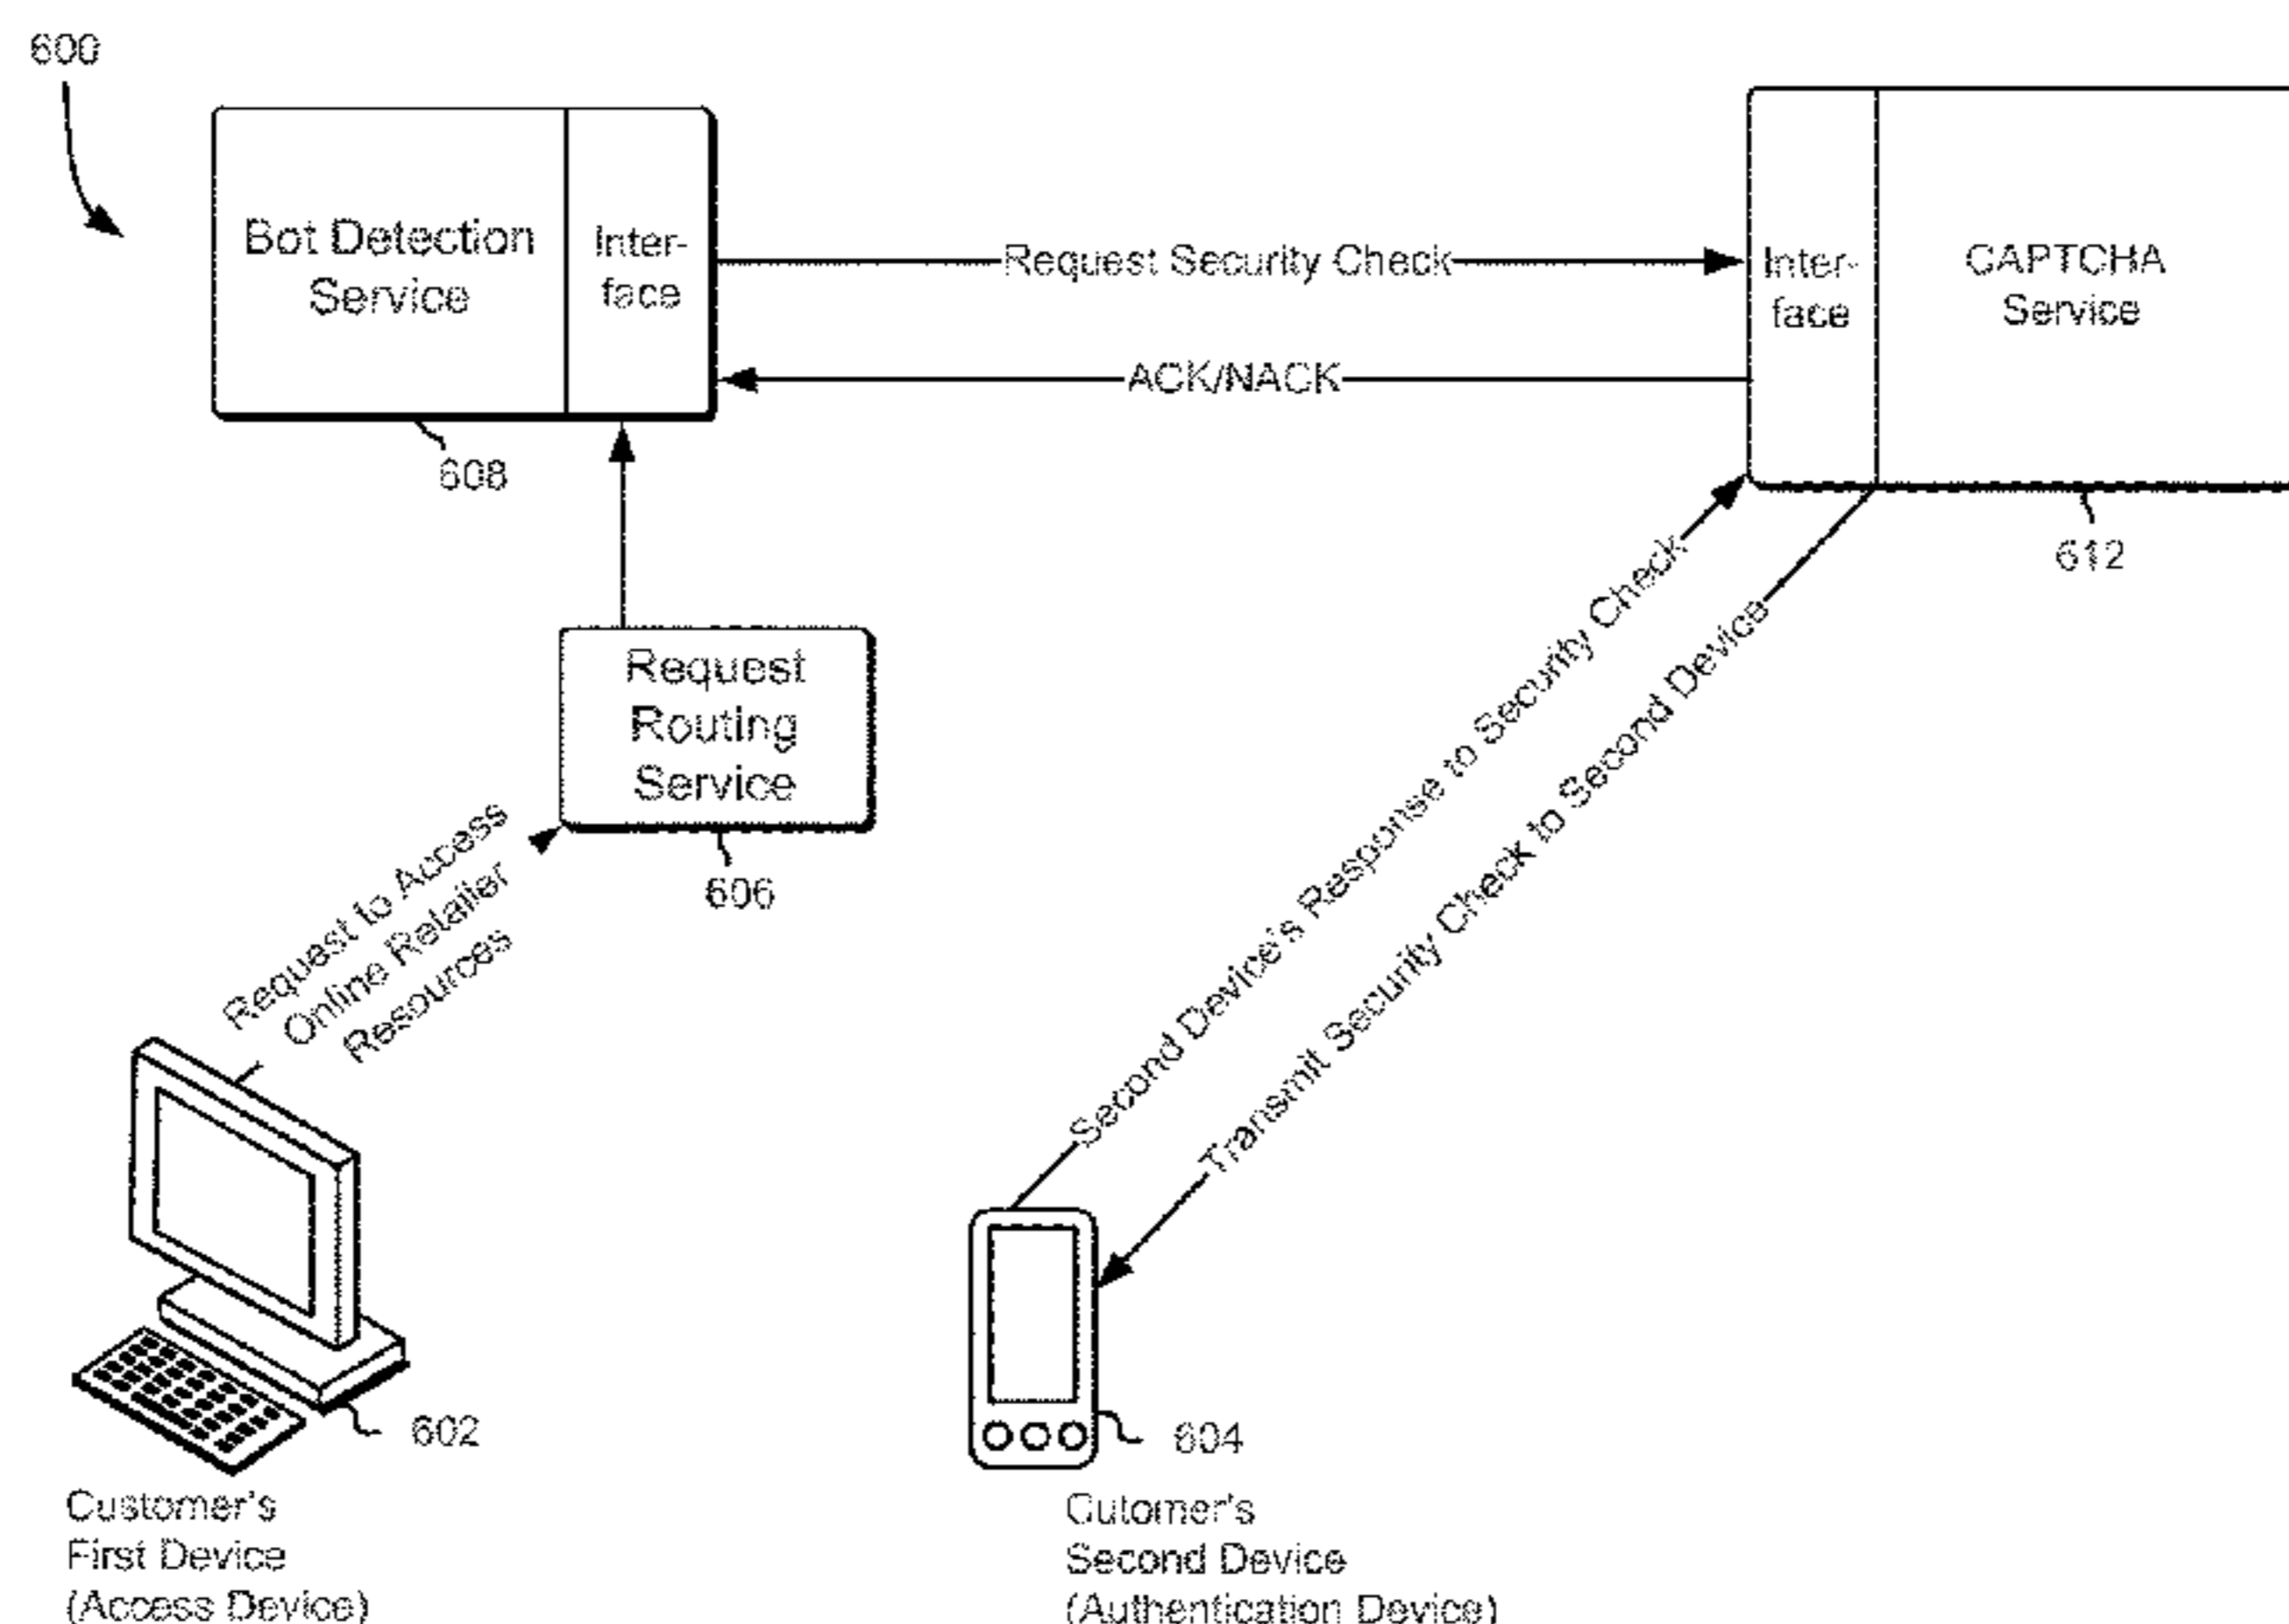 600
Bot Detection
Service
Inter-
face
Request Security Check
Inter-
face
CAPTCHA
Service
ACK/NACK
608
612
Request
Routing
Service
606
Request to Access
Online Retailer
Resources
Second Device's Response to Security Check
Transmit Security Check to Second Device
602
604
Customer's
First Device
(Access Device)
Cutomer's
Second Device
(Authentication Device)